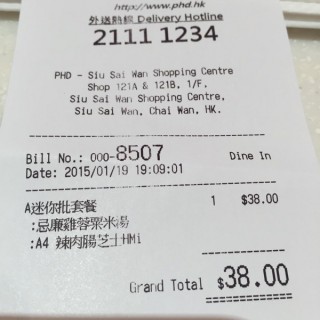 http://www.phd.hk
外送熱線 Delivery Hotline
2111 1234
PHD - Siu Sai Wan Shopping Centre
Shop 121A & 121B, 1/F,
Siu Sai Wan Shopping Centre,
Siu Sai Wan, Chai Wan, HK.
Bill No.: 000-8507 Dine In
Date: 2015/01/19 19:09:01
A迷你批套餐 1 $38.00
:忌廉雞蓉粟米湯
:A4 辣肉腸芝士HMi
Grand Total $38.00